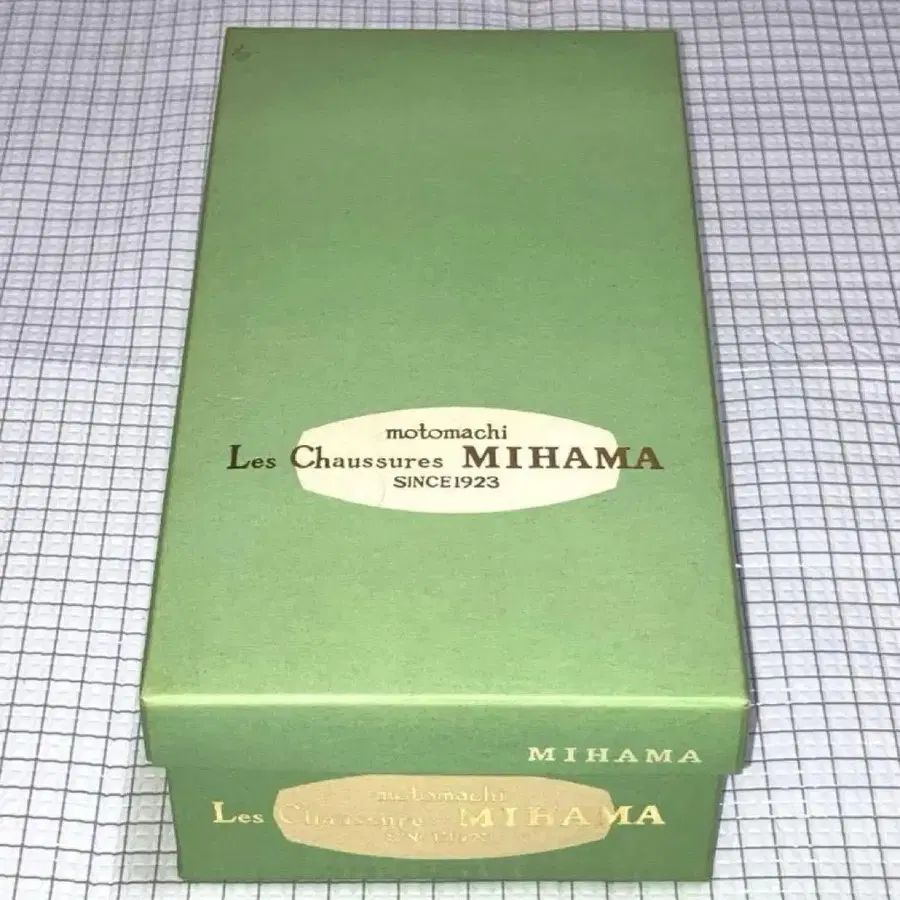 motomachi
Les Chaussures MIHAMA
SINCE1923
MIHAMA
motomachi
Les Chaussures MIHAMA